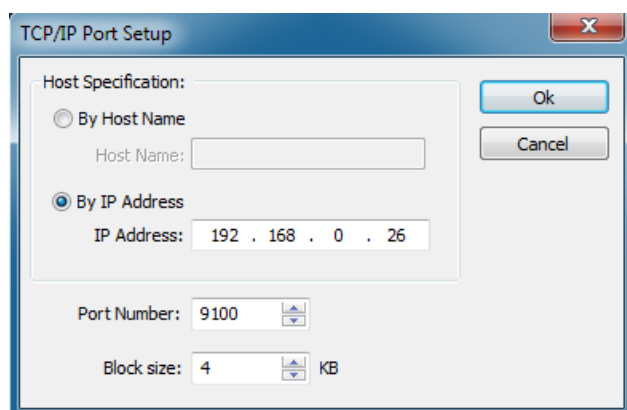 TCP/IP Port Setup
Host Specification:
By Host Name
Host Name:
By IP Address
IP Address: 192 . 168 . 0 . 26
Port Number: 9100
Block size: 4 KB
Ok
Cancel